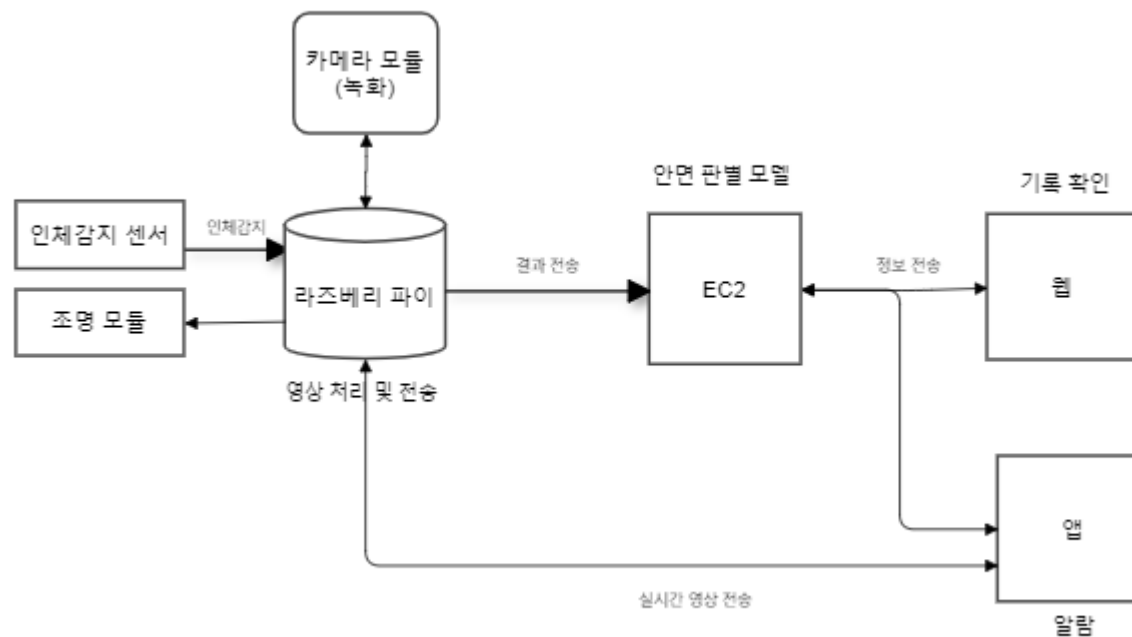 카메라 모듈
(녹화)
안면 판별 모델
기록 확인
인체감지 센서
인체감지
라즈베리 파이
결과 전송
EC2
정보 전송
웹
조명 모듈
영상 처리 및 전송
앱
실시간 영상 전송
알람